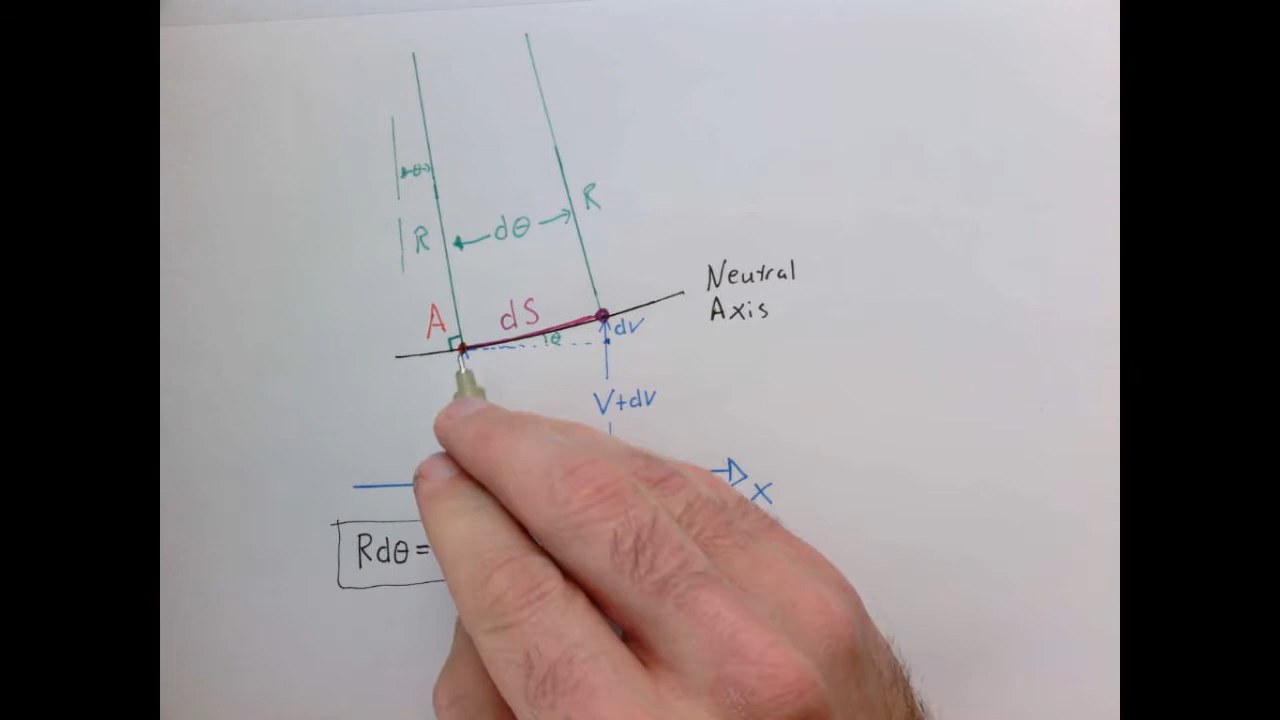 θ
R
dθ
R
Neutral
Axis
A
dS
dv
θ
V+dV
X
Rdθ=